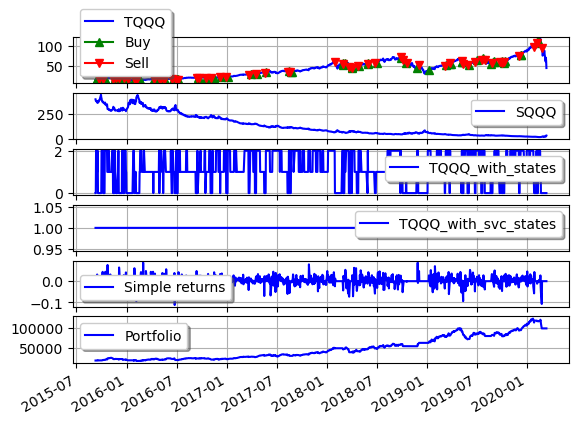 TQQQ
Buy
Sell
100
50
SQQQ
250
0
TQQQ_with_states
2
0
TQQQ_with_svc_states
1.05
1.00
0.95
Simple returns
0.0
−0.1
Portfolio
100000
50000
2015-07 2016-01 2016-07 2017-01 2017-07 2018-01 2018-07 2019-01 2019-07 2020-01